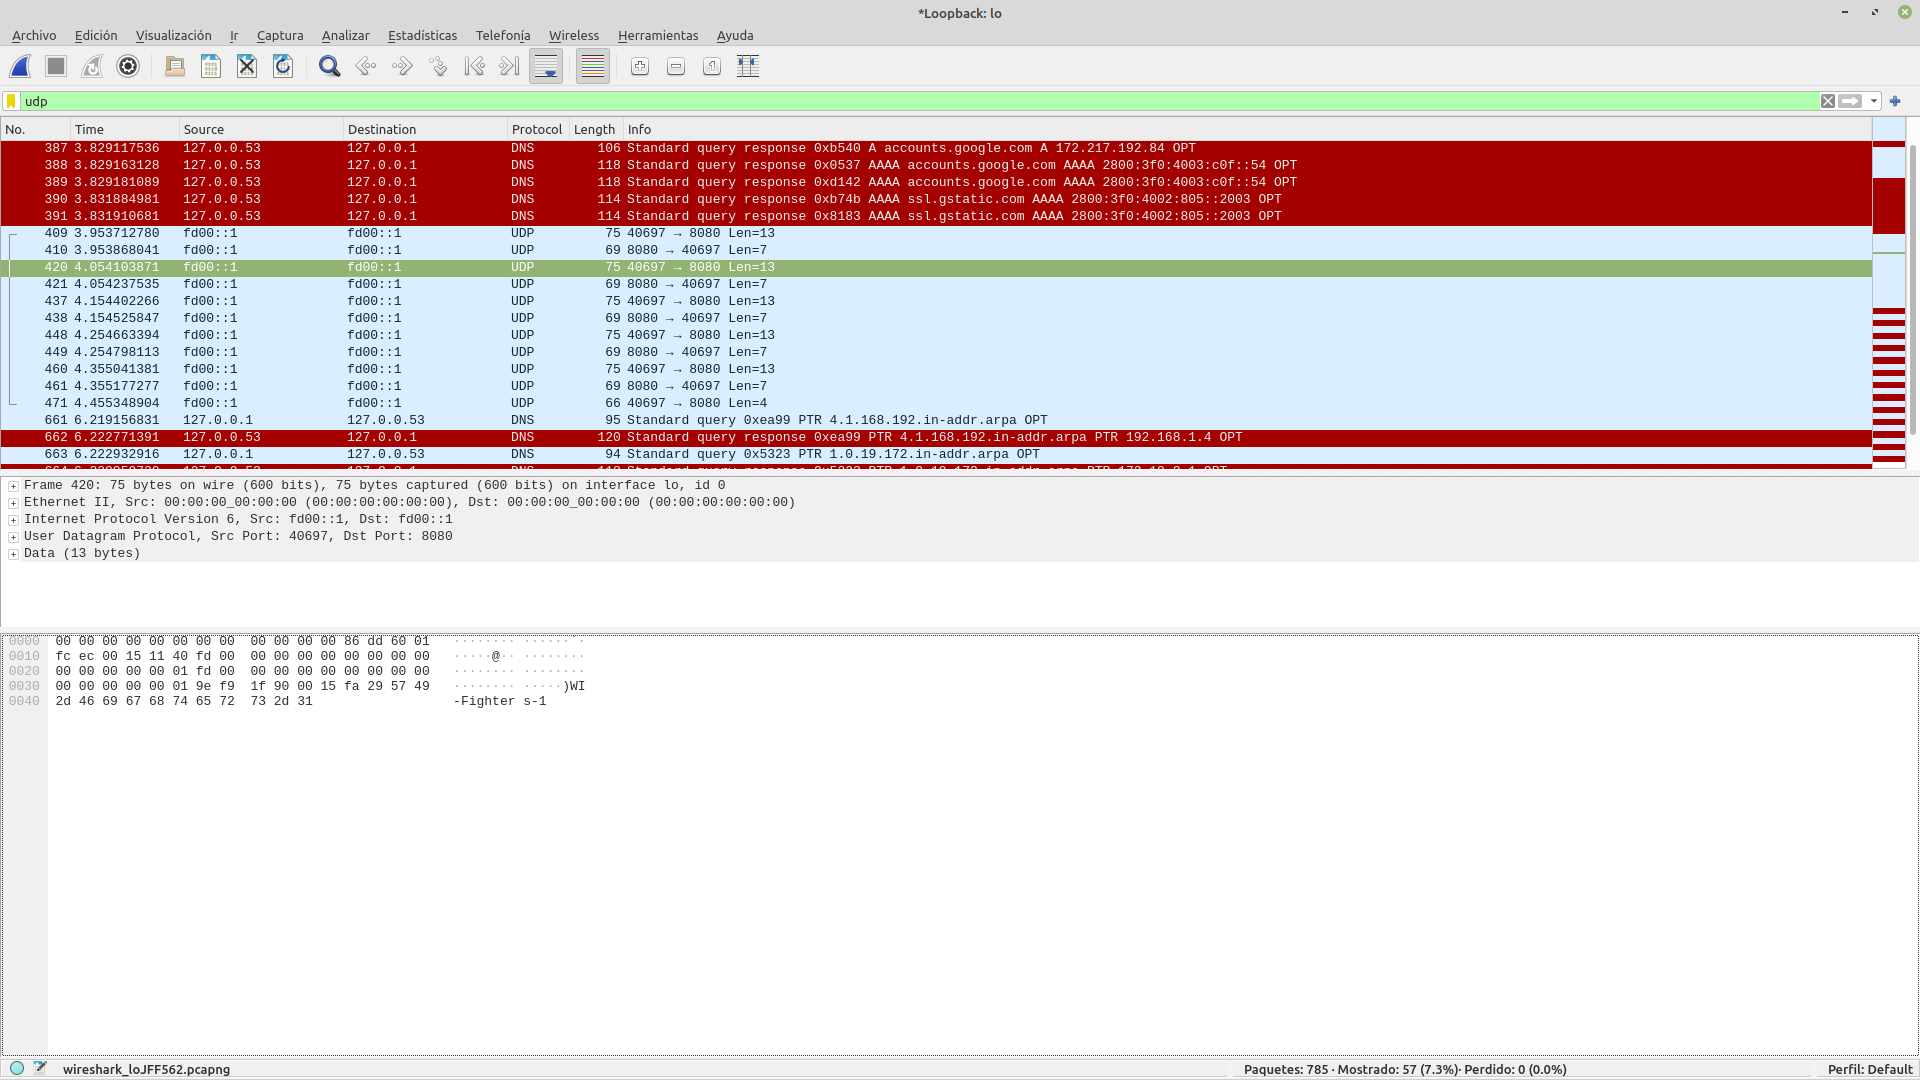 *Loopback: lo
Archivo Edición Visualización Ir Captura Analizar Estadísticas Telefonía Wireless Herramientas Ayuda
udp
No. Time Source Destination Protocol Length Info
387 3.829117536 127.0.0.53 127.0.0.1 DNS 106 Standard query response 0xb540 A accounts.google.com A 172.217.192.84 OPT
388 3.829163128 127.0.0.53 127.0.0.1 DNS 118 Standard query response 0x0537 AAAA accounts.google.com AAAA 2800:3f0:4003:c0f::54 OPT
389 3.829181089 127.0.0.53 127.0.0.1 DNS 118 Standard query response 0xd142 AAAA accounts.google.com AAAA 2800:3f0:4003:c0f::54 OPT
390 3.831884981 127.0.0.53 127.0.0.1 DNS 114 Standard query response 0xb74b AAAA ssl.gstatic.com AAAA 2800:3f0:4002:805::2003 OPT
391 3.831910681 127.0.0.53 127.0.0.1 DNS 114 Standard query response 0x8183 AAAA ssl.gstatic.com AAAA 2800:3f0:4002:805::2003 OPT
409 3.953712780 fd00::1 fd00::1 UDP 75 40697 → 8080 Len=13
410 3.953868041 fd00::1 fd00::1 UDP 69 8080 → 40697 Len=7
420 4.054103871 fd00::1 fd00::1 UDP 75 40697 → 8080 Len=13
421 4.054237535 fd00::1 fd00::1 UDP 69 8080 → 40697 Len=7
437 4.154402266 fd00::1 fd00::1 UDP 75 40697 → 8080 Len=13
438 4.154525847 fd00::1 fd00::1 UDP 69 8080 → 40697 Len=7
448 4.254663394 fd00::1 fd00::1 UDP 75 40697 → 8080 Len=13
449 4.254798113 fd00::1 fd00::1 UDP 69 8080 → 40697 Len=7
460 4.355041381 fd00::1 fd00::1 UDP 75 40697 → 8080 Len=13
461 4.355177277 fd00::1 fd00::1 UDP 69 8080 → 40697 Len=7
471 4.455348904 fd00::1 fd00::1 UDP 66 40697 → 8080 Len=4
661 6.219156831 127.0.0.1 127.0.0.53 DNS 95 Standard query 0xea99 PTR 4.1.168.192.in-addr.arpa OPT
662 6.222771391 127.0.0.53 127.0.0.1 DNS 120 Standard query response 0xea99 PTR 4.1.168.192.in-addr.arpa PTR 192.168.1.4 OPT
663 6.222932916 127.0.0.1 127.0.0.53 DNS 94 Standard query 0x5323 PTR 1.0.19.172.in-addr.arpa OPT
Frame 420: 75 bytes on wire (600 bits), 75 bytes captured (600 bits) on interface lo, id 0
Ethernet II, Src: 00:00:00_00:00:00 (00:00:00:00:00:00), Dst: 00:00:00_00:00:00 (00:00:00:00:00:00)
Internet Protocol Version 6, Src: fd00::1, Dst: fd00::1
User Datagram Protocol, Src Port: 40697, Dst Port: 8080
Data (13 bytes)
0000 00 00 00 00 00 00 00 00 00 00 00 00 86 dd 60 01 ········ ······`·
0010 fc ec 00 15 11 40 fd 00 00 00 00 00 00 00 00 00 ·····@·· ········
0020 00 00 00 00 00 01 fd 00 00 00 00 00 00 00 00 00 ········ ········
0030 00 00 00 00 00 01 9e f9 1f 90 00 15 fa 29 57 49 ········ ·····)WI
0040 2d 46 69 67 68 74 65 72 73 2d 31 -Fighter s-1
wireshark_loJFF562.pcapng Paquetes: 785 · Mostrado: 57 (7.3%)· Perdido: 0 (0.0%) Perfil: Default